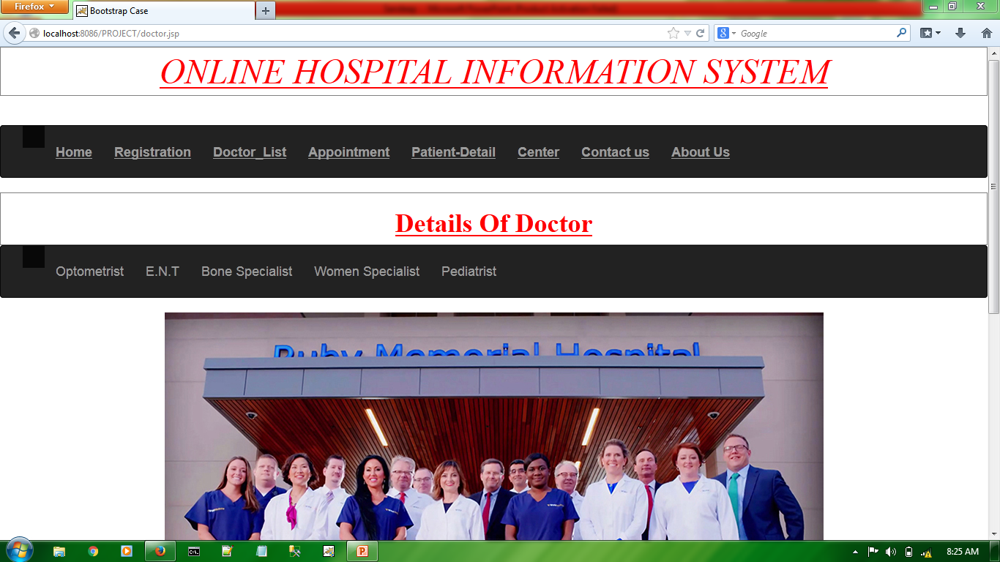 Firefox
Bootstrap Case
localhost:8086/PROJECT/doctor.jsp
Google
ONLINE HOSPITAL INFORMATION SYSTEM
Home Registration Doctor_List Appointment Patient-Detail Center Contact us About Us
Details Of Doctor
Optometrist E.N.T Bone Specialist Women Specialist Pediatrist
Ruby Memorial Hospital
8:25 AM